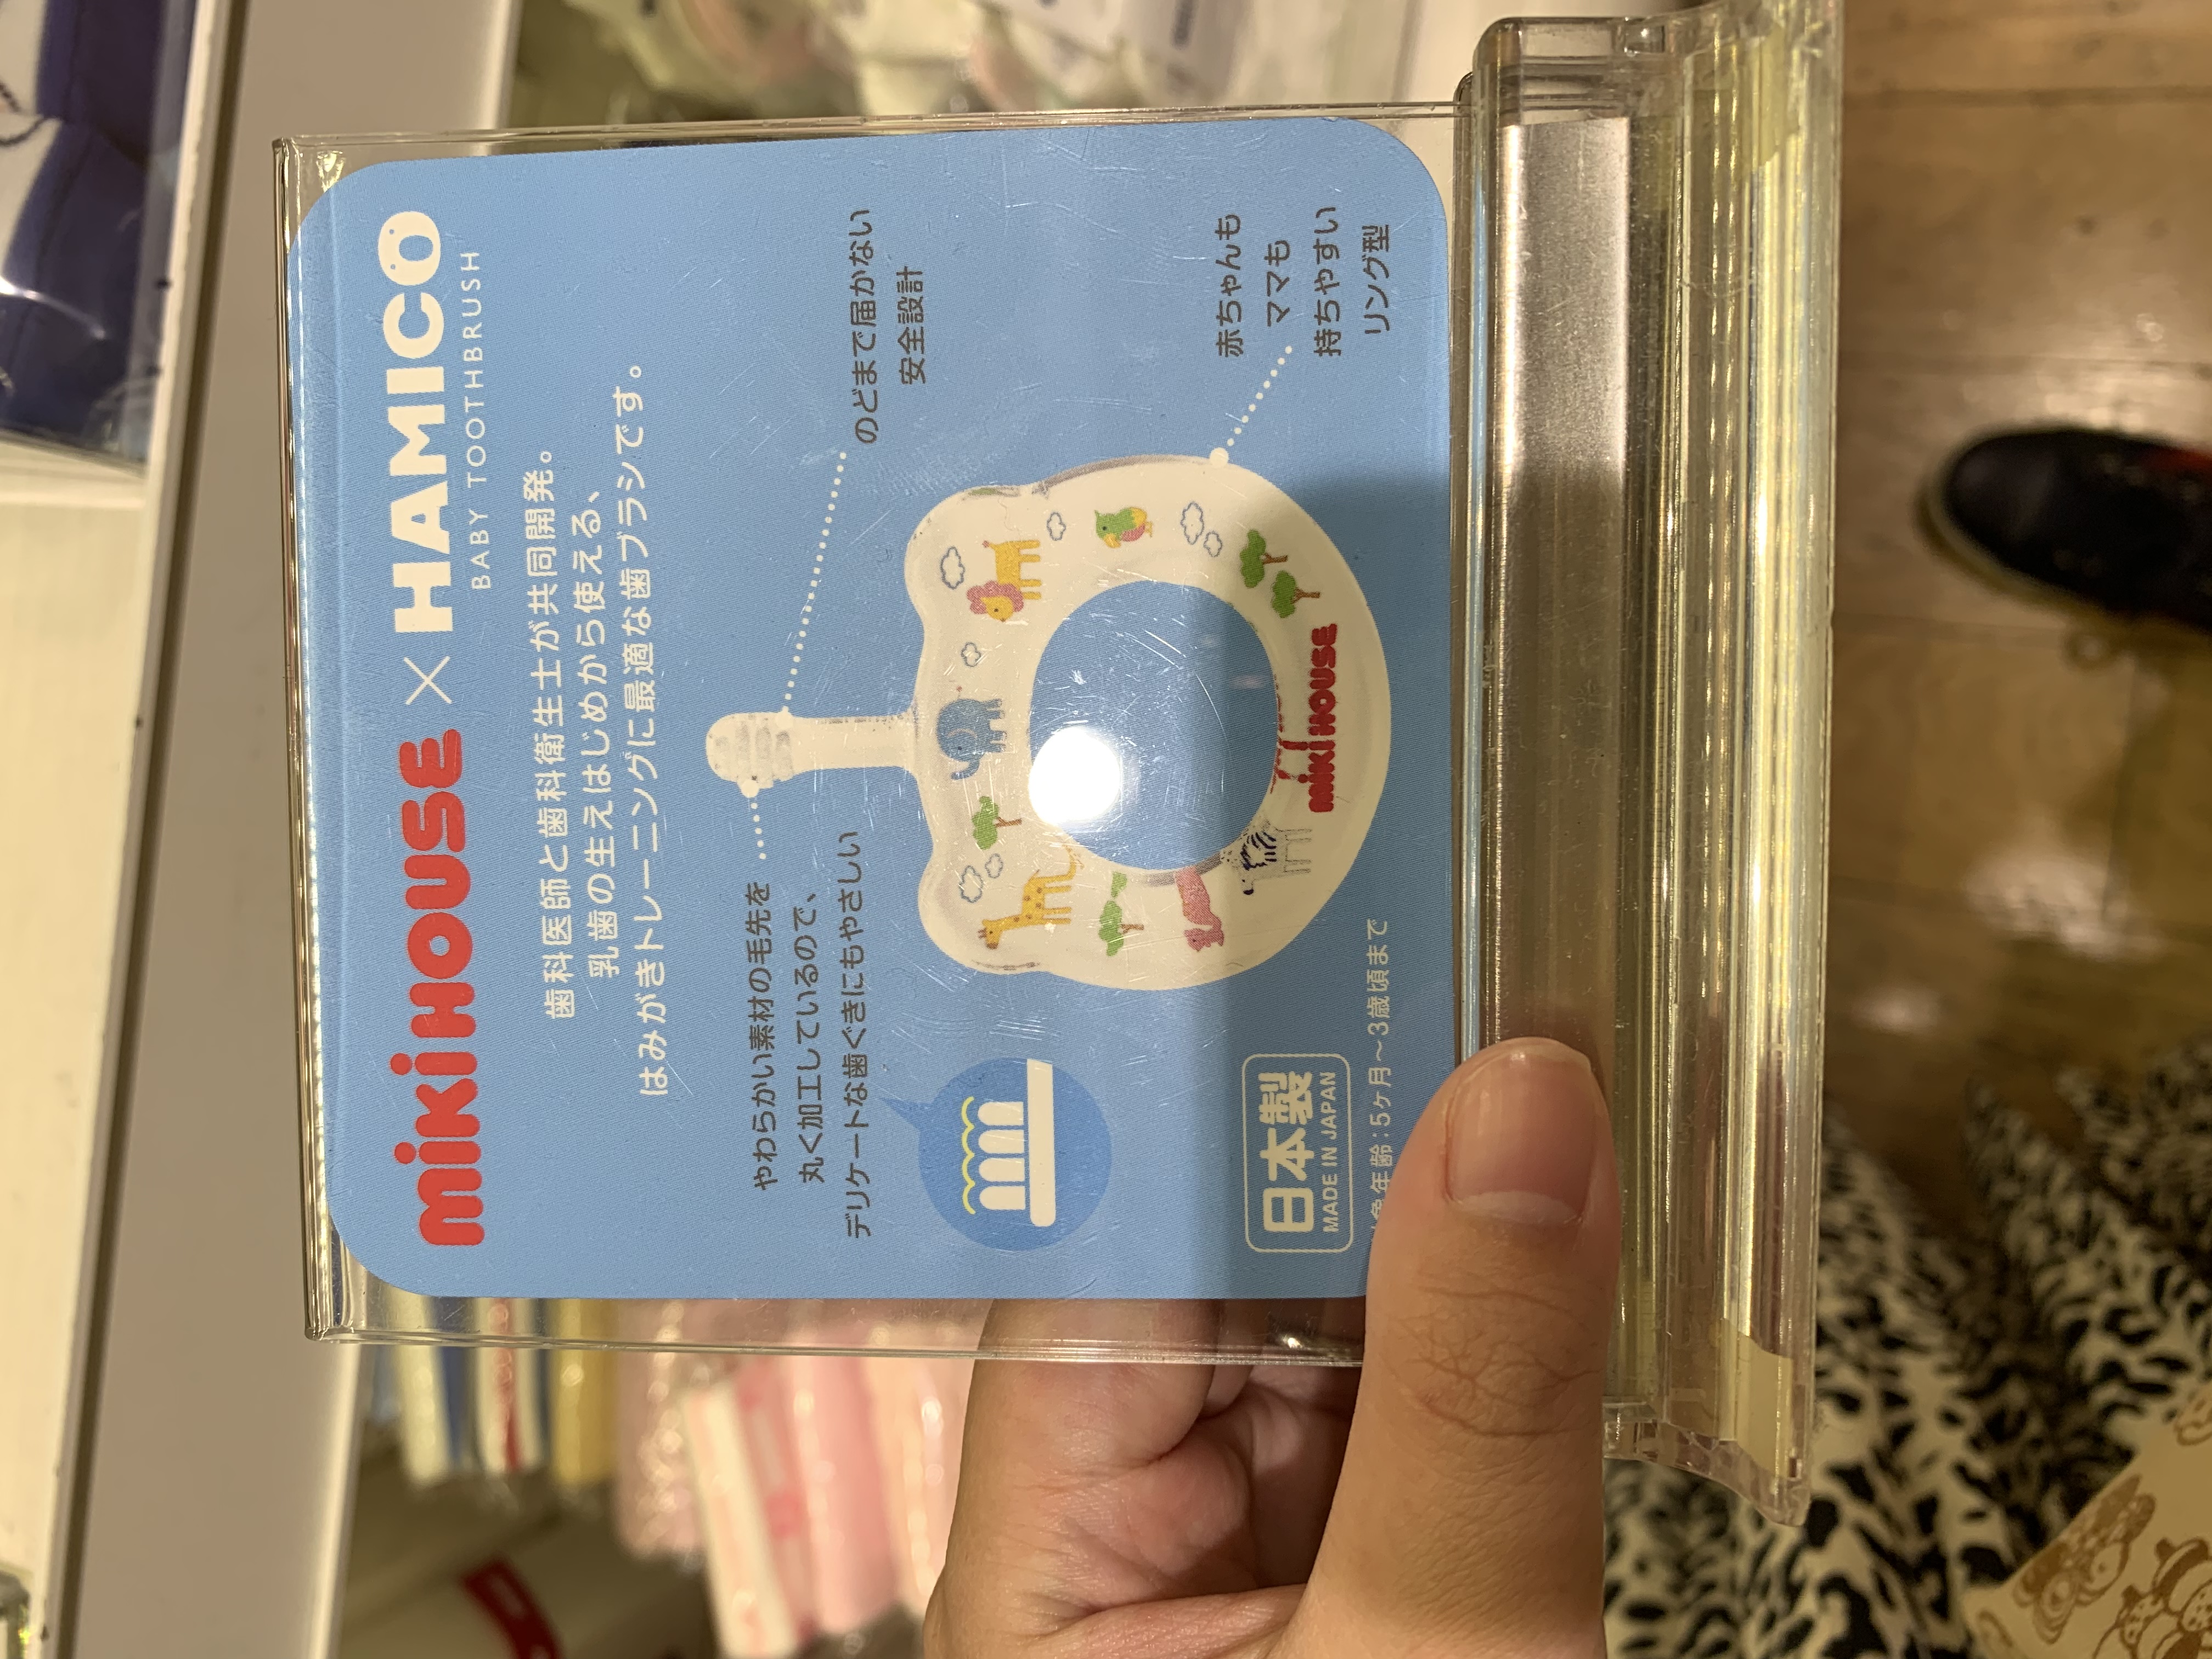 mikiHOUSE × HAMICO
BABY TOOTHBRUSH
歯科医師と歯科衛生士が共同開発。
乳歯の生えはじめから使える、
はみがきトレーニングに最適な歯ブラシです。
やわらかい素材の毛先を
丸く加工しているので、
デリケートな歯ぐきにもやさしい
のどまで届かない
安全設計
赤ちゃんも
ママも
持ちやすい
リング型
mikiHOUSE
日本製
MADE IN JAPAN
象年齢:5ヶ月〜3歳頃まで